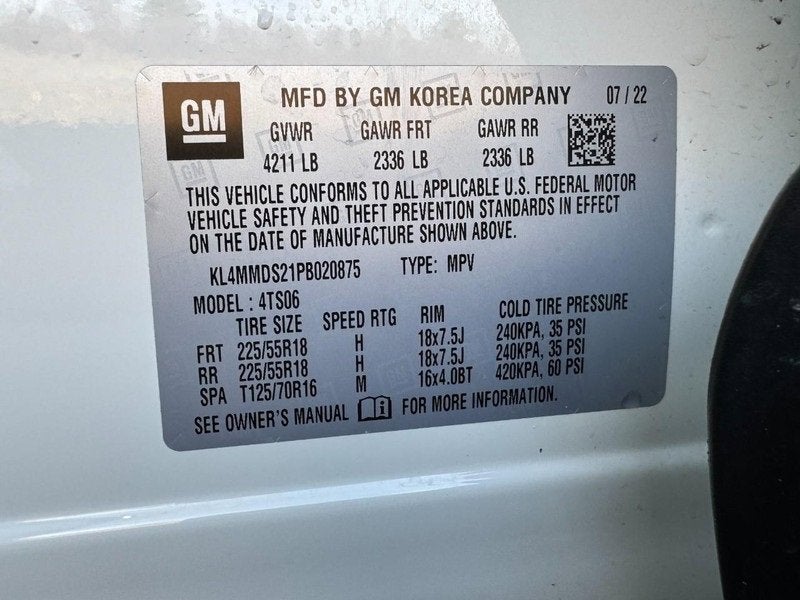 GM MFD BY GM KOREA COMPANY 07 / 22
GVWR GAWR FRT GAWR RR
4211 LB 2336 LB 2336 LB
THIS VEHICLE CONFORMS TO ALL APPLICABLE U.S. FEDERAL MOTOR
VEHICLE SAFETY AND THEFT PREVENTION STANDARDS IN EFFECT
ON THE DATE OF MANUFACTURE SHOWN ABOVE.
KL4MMDS21PB020875 TYPE: MPV
MODEL : 4TS06
TIRE SIZE SPEED RTG RIM COLD TIRE PRESSURE
FRT 225/55R18 H 18x7.5J 240KPA, 35 PSI
RR 225/55R18 H 18x7.5J 240KPA, 35 PSI
SPA T125/70R16 M 16x4.0BT 420KPA, 60 PSI
SEE OWNER'S MANUAL i FOR MORE INFORMATION.